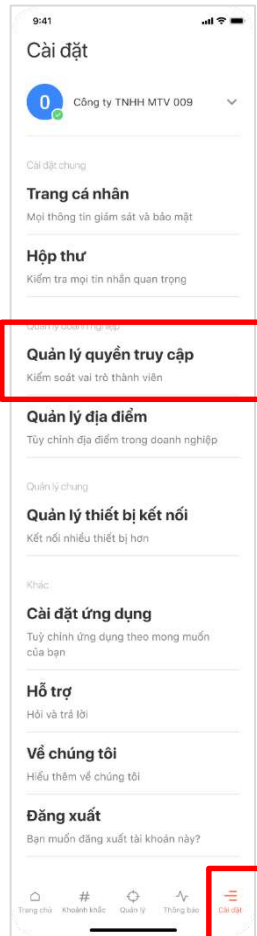 9:41
Cài đặt
0
Công ty TNHH MTV 009
Cài đặt chung
Trang cá nhân
Mọi thông tin giám sát và bảo mật
Hộp thư
Kiểm tra mọi tin nhắn quan trọng
Quản lý doanh nghiệp
Quản lý quyền truy cập
Kiểm soát vai trò thành viên
Quản lý địa điểm
Tùy chỉnh địa điểm trong doanh nghiệp
Quản lý chung
Quản lý thiết bị kết nối
Kết nối nhiều thiết bị hơn
Khác
Cài đặt ứng dụng
Tuỳ chỉnh ứng dụng theo mong muốn
của bạn
Hỗ trợ
Hỏi và trả lời
Về chúng tôi
Hiểu thêm về chúng tôi
Đăng xuất
Bạn muốn đăng xuất tài khoản này?
Trang chủ Khoảnh khắc Quản lý Thông báo Cài đặt